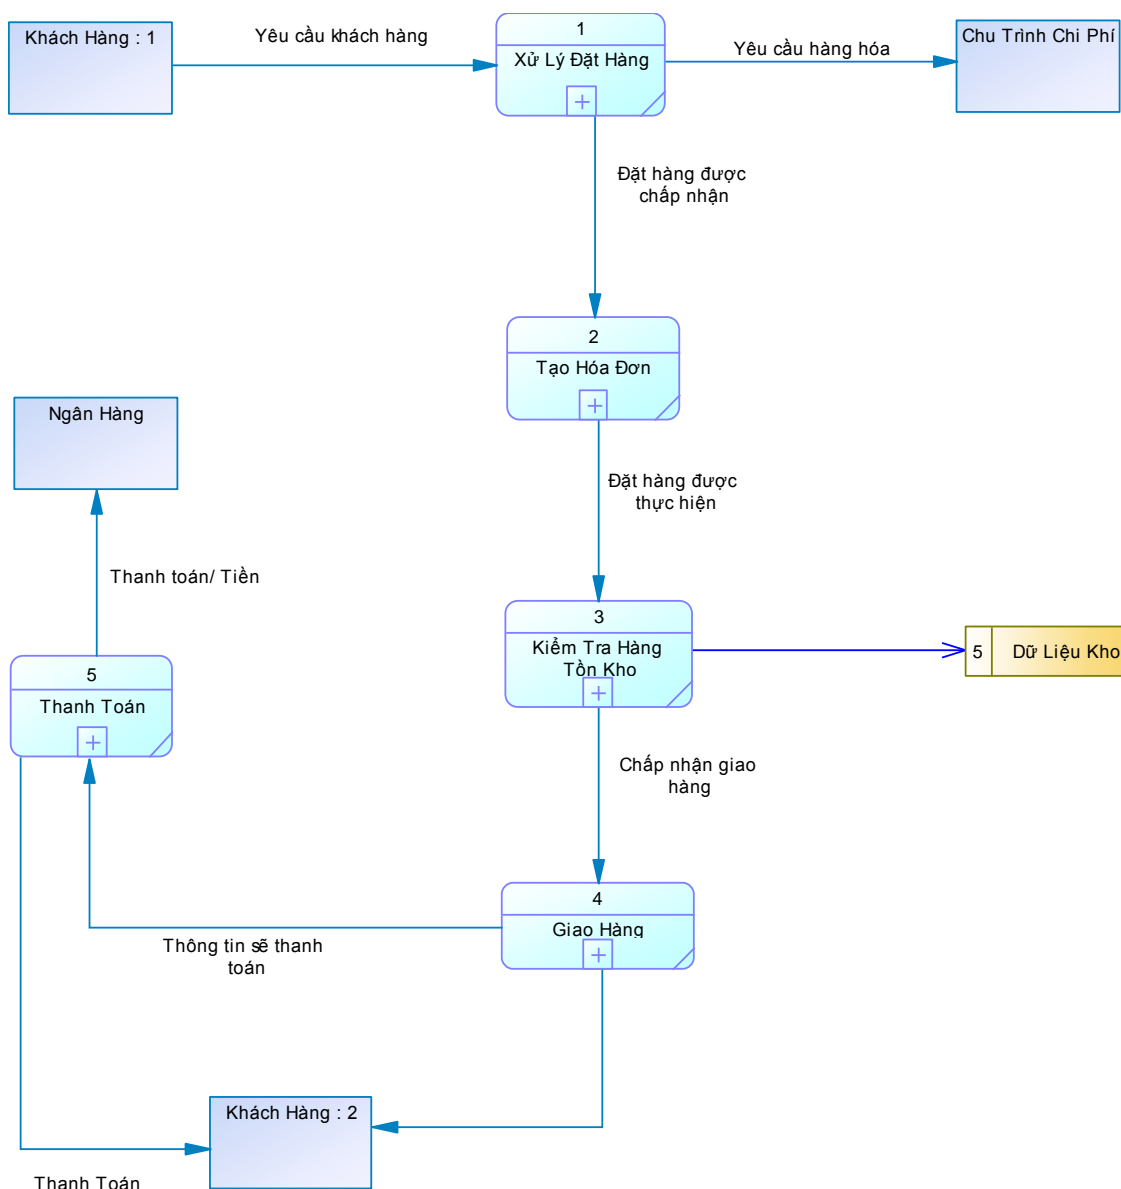 Khách Hàng : 1
Yêu cầu khách hàng
1
Xử Lý Đặt Hàng
Yêu cầu hàng hóa
Chu Trình Chi Phí
Đặt hàng được
chấp nhận
2
Tạo Hóa Đơn
Ngân Hàng
Đặt hàng được
thực hiện
Thanh toán/ Tiền
3
Kiểm Tra Hàng
Tồn Kho
5
Dữ Liệu Kho
5
Thanh Toán
Chấp nhận giao
hàng
4
Giao Hàng
Thông tin sẽ thanh
toán
Khách Hàng : 2
Thanh Toán